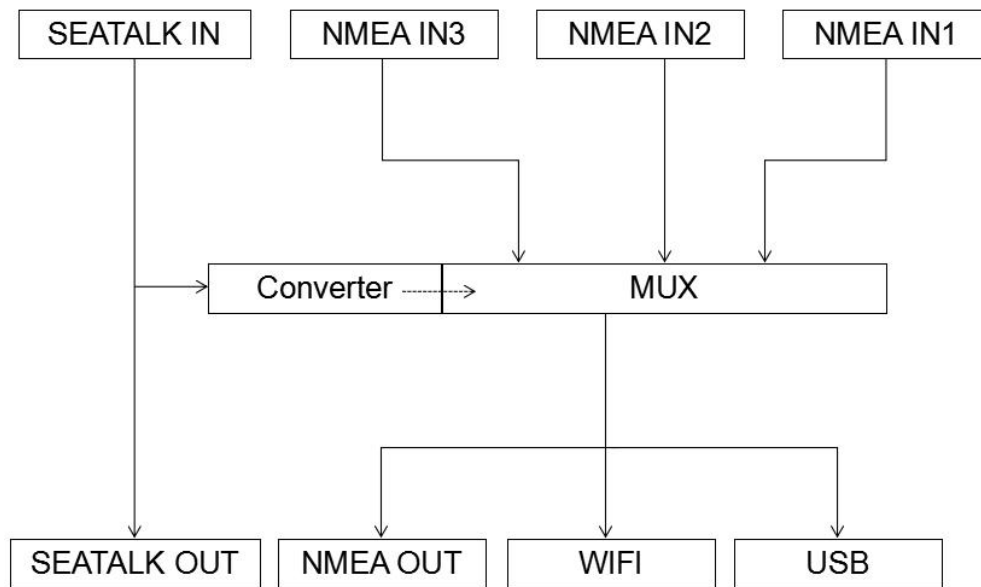 SEATALK IN
NMEA IN3
NMEA IN2
NMEA IN1
Converter
MUX
SEATALK OUT
NMEA OUT
WIFI
USB